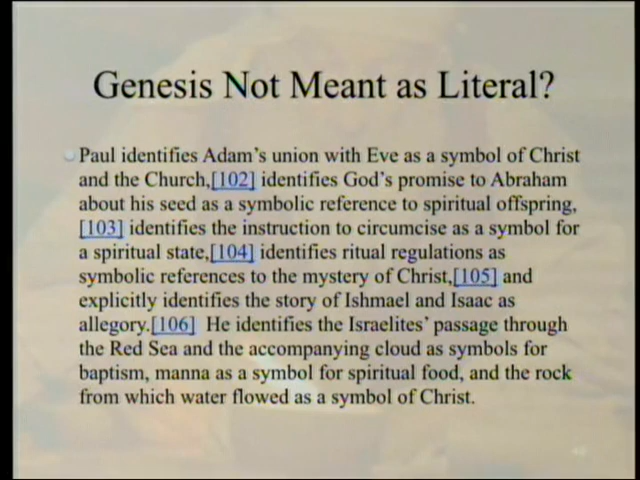 Genesis Not Meant as Literal?
Paul identifies Adam's union with Eve as a symbol of Christ
and the Church,[102] identifies God's promise to Abraham
about his seed as a symbolic reference to spiritual offspring,
[103] identifies the instruction to circumcise as a symbol for
a spiritual state,[104] identifies ritual regulations as
symbolic references to the mystery of Christ,[105] and
explicitly identifies the story of Ishmael and Isaac as
allegory.[106]  He identifies the Israelites' passage through
the Red Sea and the accompanying cloud as symbols for
baptism, manna as a symbol for spiritual food, and the rock
from which water flowed as a symbol of Christ.